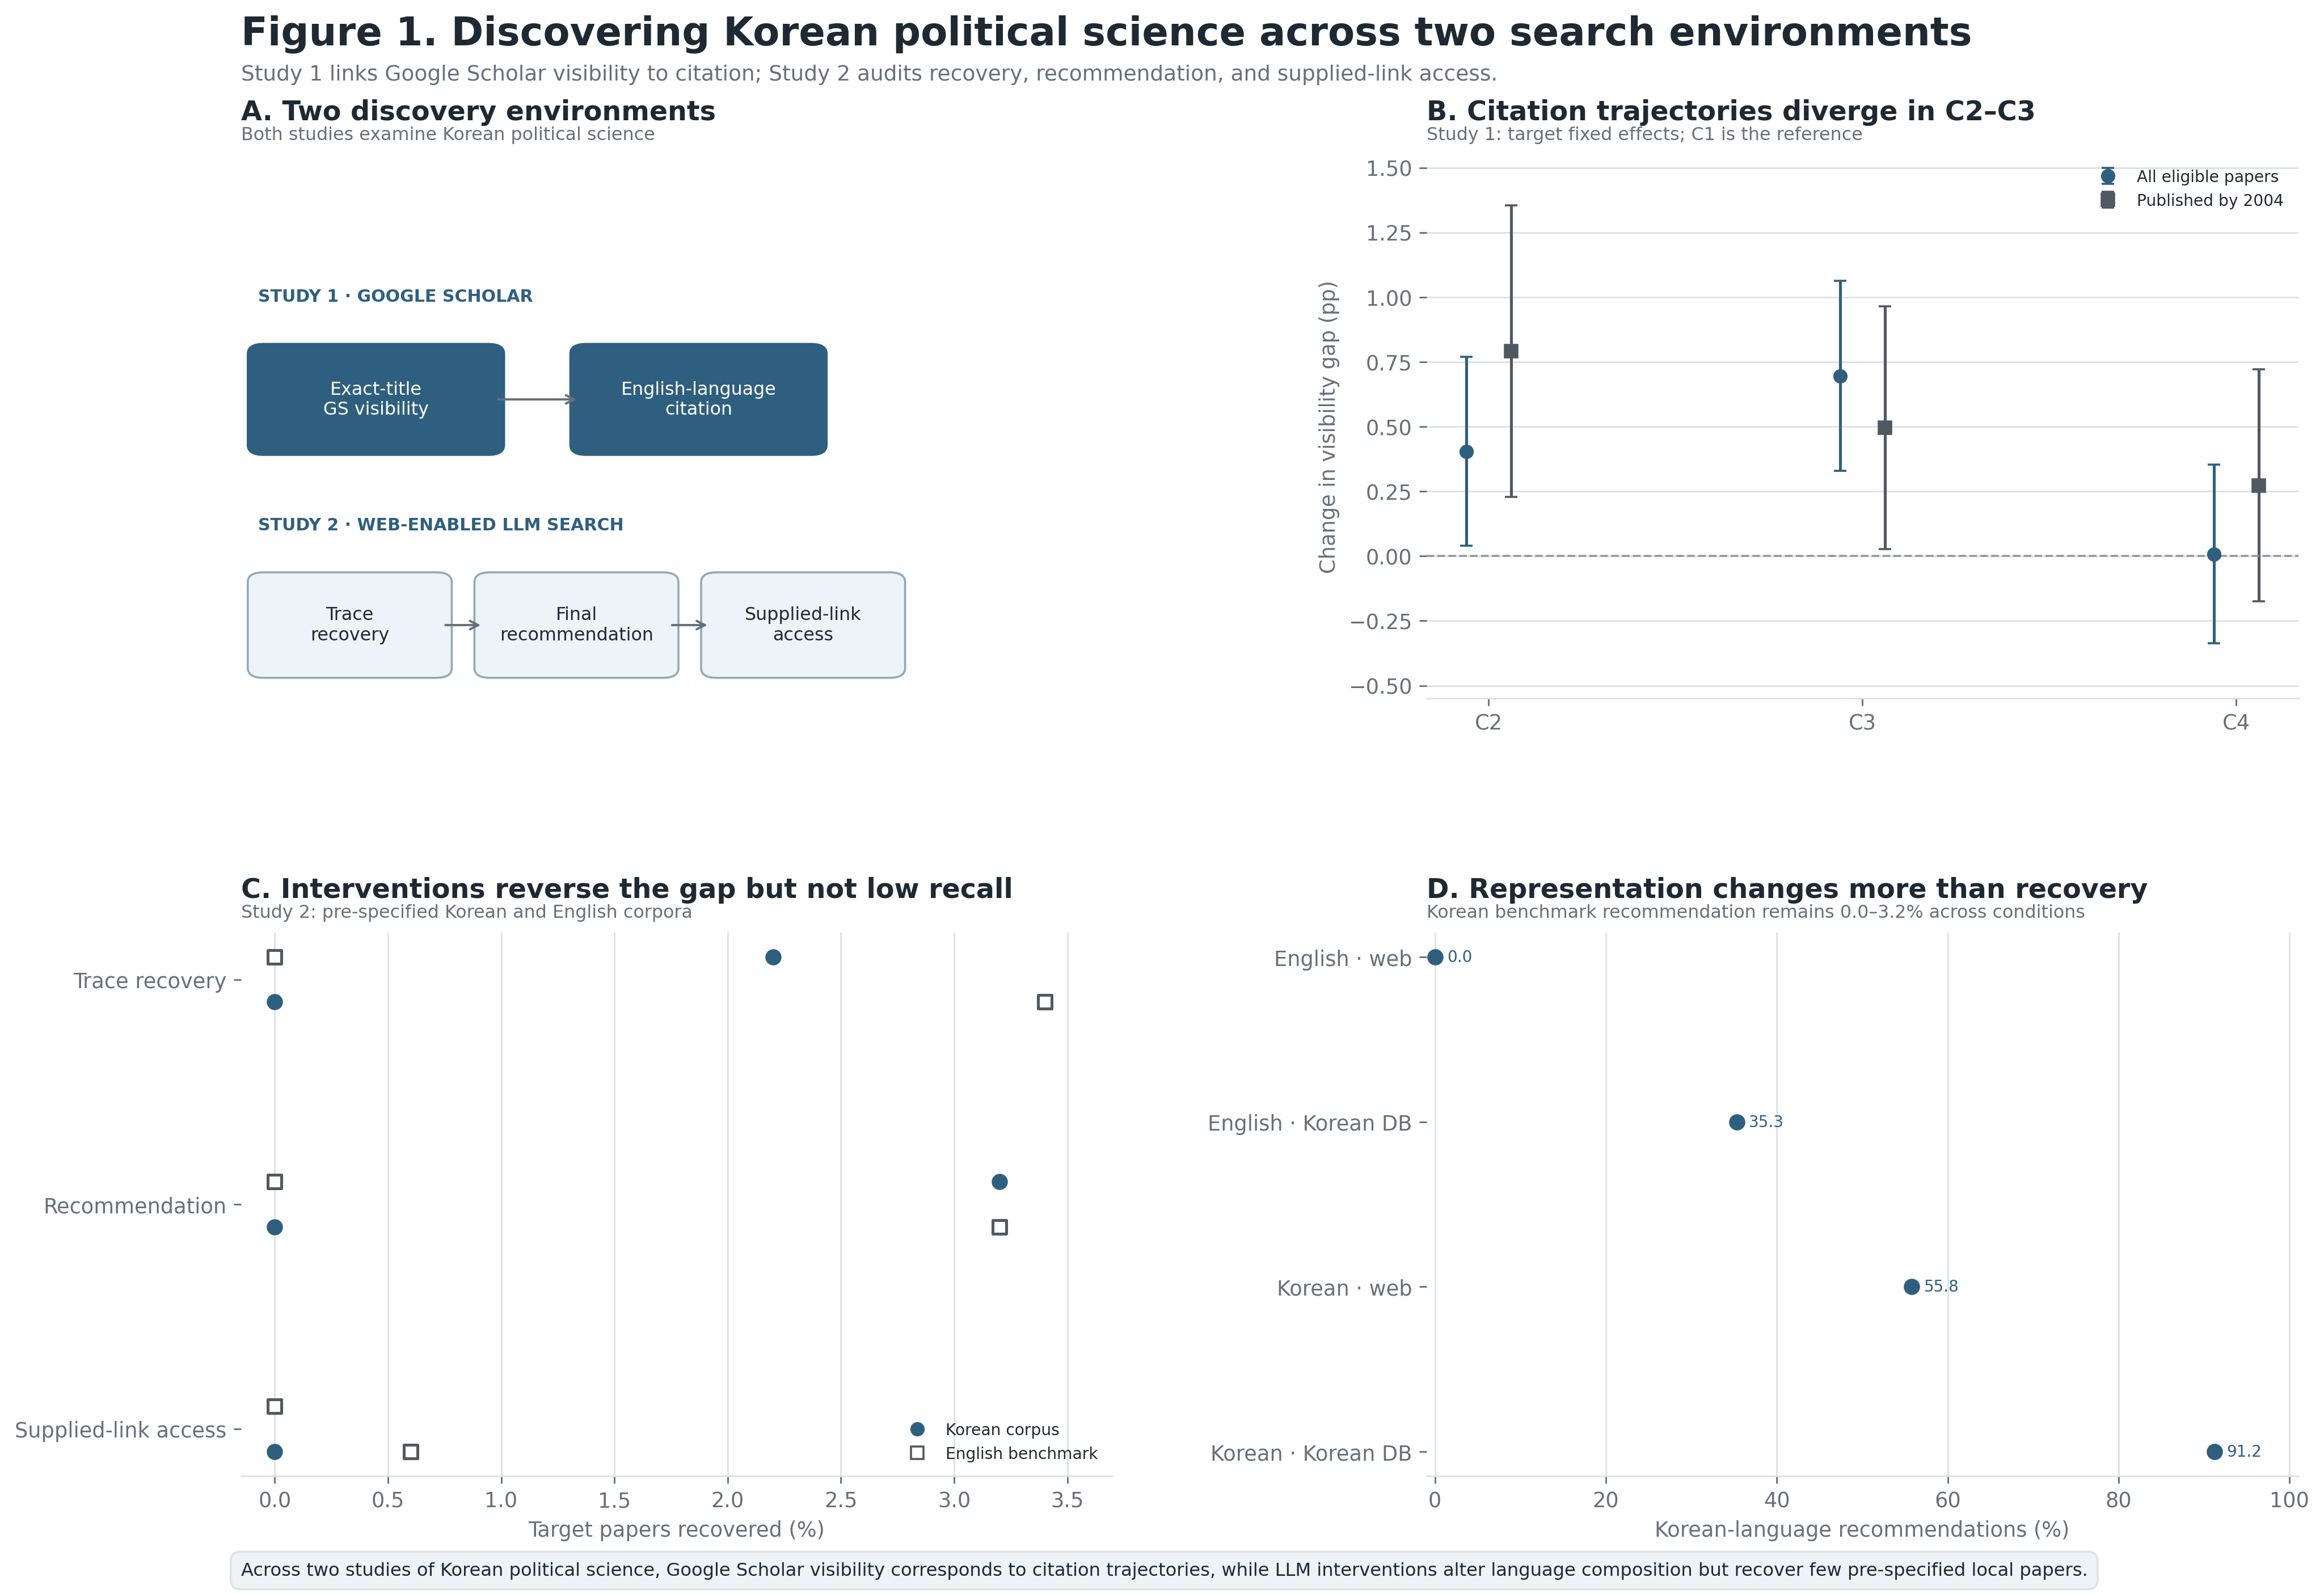 Figure 1. Discovering Korean political science across two search environments
Study 1 links Google Scholar visibility to citation; Study 2 audits recovery, recommendation, and supplied-link access.
A. Two discovery environments
Both studies examine Korean political science
STUDY 1 · GOOGLE SCHOLAR
Exact-title
GS visibility
English-language
citation
STUDY 2 · WEB-ENABLED LLM SEARCH
Trace
recovery
Final
recommendation
Supplied-link
access
B. Citation trajectories diverge in C2–C3
Study 1: target fixed effects; C1 is the reference
Change in visibility gap (pp)
1.50
1.25
1.00
0.75
0.50
0.25
0.00
−0.25
−0.50
All eligible papers
Published by 2004
C2
C3
C4
C. Interventions reverse the gap but not low recall
Study 2: pre-specified Korean and English corpora
Trace recovery
Recommendation
Supplied-link access
Korean corpus
English benchmark
0.0
0.5
1.0
1.5
2.0
2.5
3.0
3.5
Target papers recovered (%)
D. Representation changes more than recovery
Korean benchmark recommendation remains 0.0–3.2% across conditions
English · web
0.0
English · Korean DB
35.3
Korean · web
55.8
Korean · Korean DB
91.2
0
20
40
60
80
100
Korean-language recommendations (%)
Across two studies of Korean political science, Google Scholar visibility corresponds to citation trajectories, while LLM interventions alter language composition but recover few pre-specified local papers.